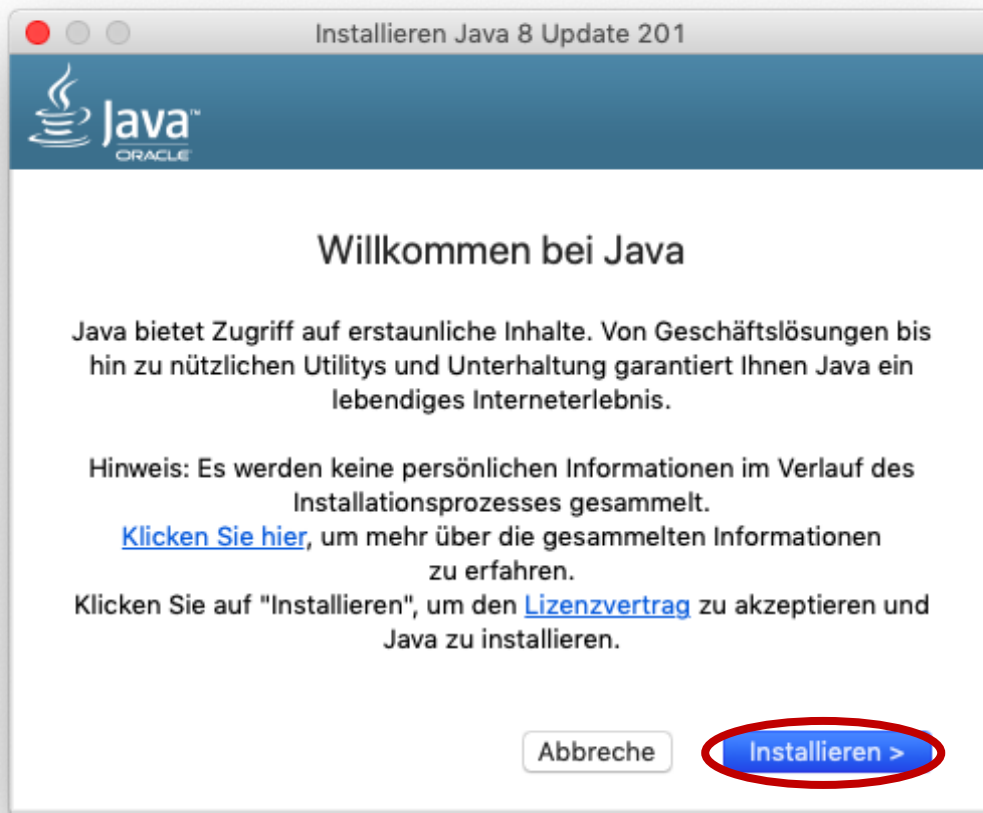 Installieren Java 8 Update 201
Java™
ORACLE
Willkommen bei Java
Java bietet Zugriff auf erstaunliche Inhalte. Von Geschäftslösungen bis
hin zu nützlichen Utilitys und Unterhaltung garantiert Ihnen Java ein
lebendiges Interneterlebnis.
Hinweis: Es werden keine persönlichen Informationen im Verlauf des
Installationsprozesses gesammelt.
Klicken Sie hier, um mehr über die gesammelten Informationen
zu erfahren.
Klicken Sie auf "Installieren", um den Lizenzvertrag zu akzeptieren und
Java zu installieren.
Abbreche Installieren >